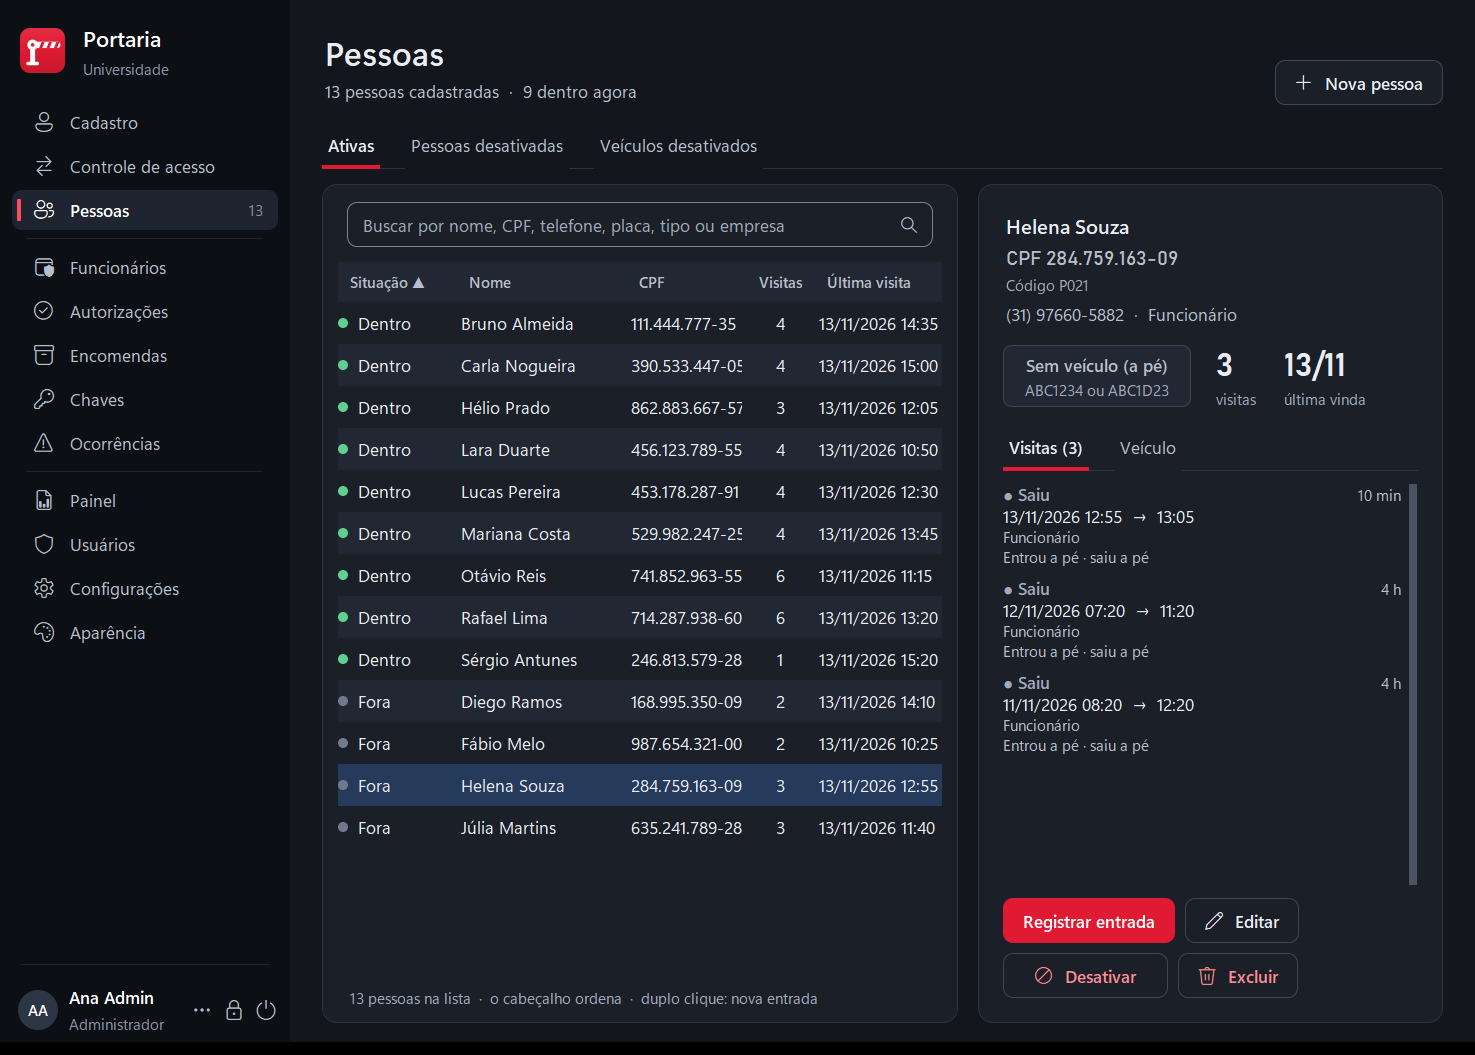 Portaria
Universidade
Cadastro
Controle de acesso
Pessoas 13
Funcionários
Autorizações
Encomendas
Chaves
Ocorrências
Painel
Usuários
Configurações
Aparência
AA
Ana Admin
Administrador
Pessoas
13 pessoas cadastradas · 9 dentro agora
Nova pessoa
Ativas Pessoas desativadas Veículos desativados
Buscar por nome, CPF, telefone, placa, tipo ou empresa
Situação ▲ Nome CPF Visitas Última visita
Dentro Bruno Almeida 111.444.777-35 4 13/11/2026 14:35
Dentro Carla Nogueira 390.533.447-05 4 13/11/2026 15:00
Dentro Hélio Prado 862.883.667-57 3 13/11/2026 12:05
Dentro Lara Duarte 456.123.789-55 4 13/11/2026 10:50
Dentro Lucas Pereira 453.178.287-91 4 13/11/2026 12:30
Dentro Mariana Costa 529.982.247-25 4 13/11/2026 13:45
Dentro Otávio Reis 741.852.963-55 6 13/11/2026 11:15
Dentro Rafael Lima 714.287.938-60 6 13/11/2026 13:20
Dentro Sérgio Antunes 246.813.579-28 1 13/11/2026 15:20
Fora Diego Ramos 168.995.350-09 2 13/11/2026 14:10
Fora Fábio Melo 987.654.321-00 2 13/11/2026 10:25
Fora Helena Souza 284.759.163-09 3 13/11/2026 12:55
Fora Júlia Martins 635.241.789-28 3 13/11/2026 11:40
13 pessoas na lista · o cabeçalho ordena · duplo clique: nova entrada
Helena Souza
CPF 284.759.163-09
Código P021
(31) 97660-5882 · Funcionário
Sem veículo (a pé)
ABC1234 ou ABC1D23
3
visitas
13/11
última vinda
Visitas (3) Veículo
● Saiu 10 min
13/11/2026 12:55 → 13:05
Funcionário
Entrou a pé · saiu a pé
● Saiu 4 h
12/11/2026 07:20 → 11:20
Funcionário
Entrou a pé · saiu a pé
● Saiu 4 h
11/11/2026 08:20 → 12:20
Funcionário
Entrou a pé · saiu a pé
Registrar entrada Editar
Desativar Excluir